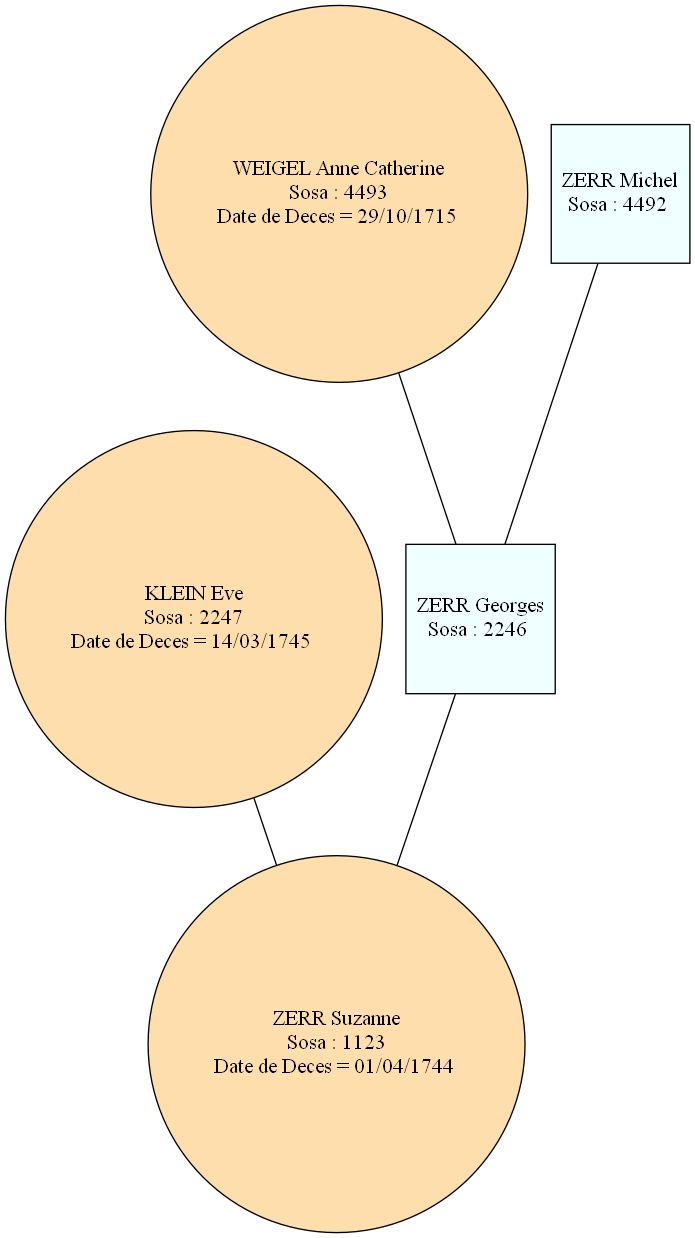 WEIGEL Anne Catherine
Sosa : 4493
Date de Deces = 29/10/1715
ZERR Michel
Sosa : 4492
KLEIN Eve
Sosa : 2247
Date de Deces = 14/03/1745
ZERR Georges
Sosa : 2246
ZERR Suzanne
Sosa : 1123
Date de Deces = 01/04/1744